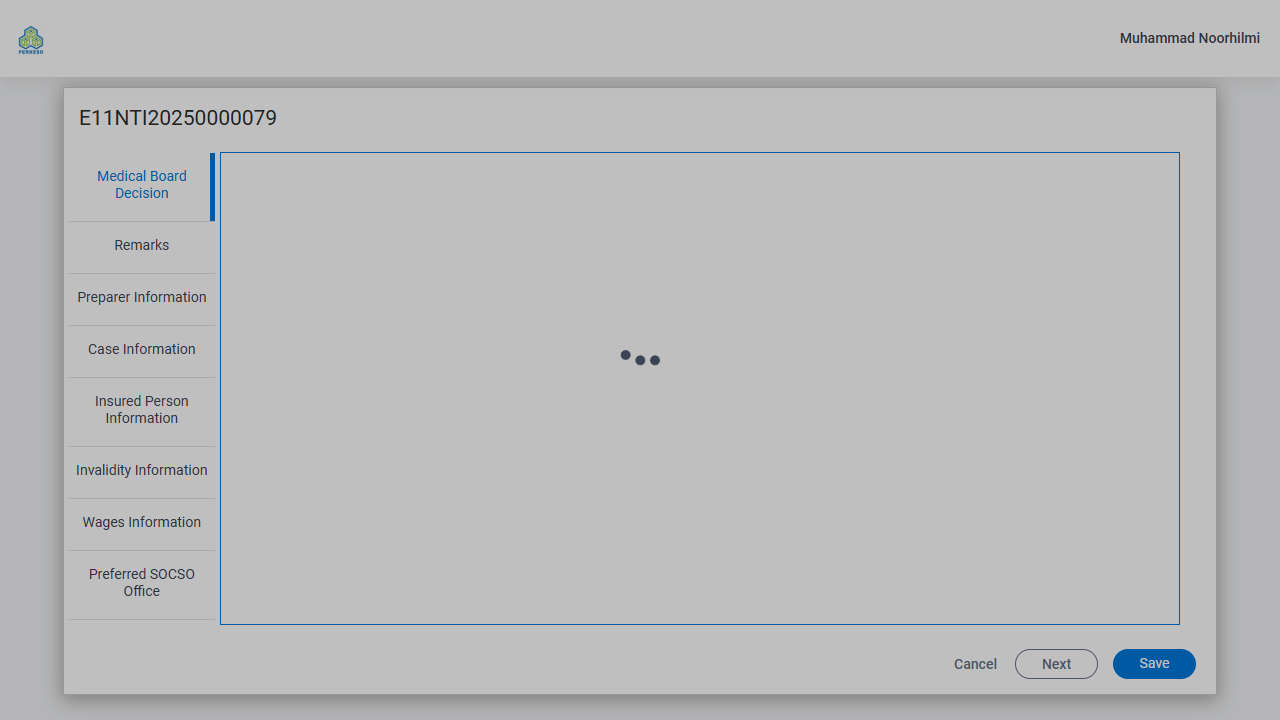 PERKESO
Muhammad Noorhilmi
E11NTI20250000079
Medical Board
Decision
Remarks
Preparer Information
Case Information
Insured Person
Information
Invalidity Information
Wages Information
Preferred SOCSO
Office
Cancel
Next
Save